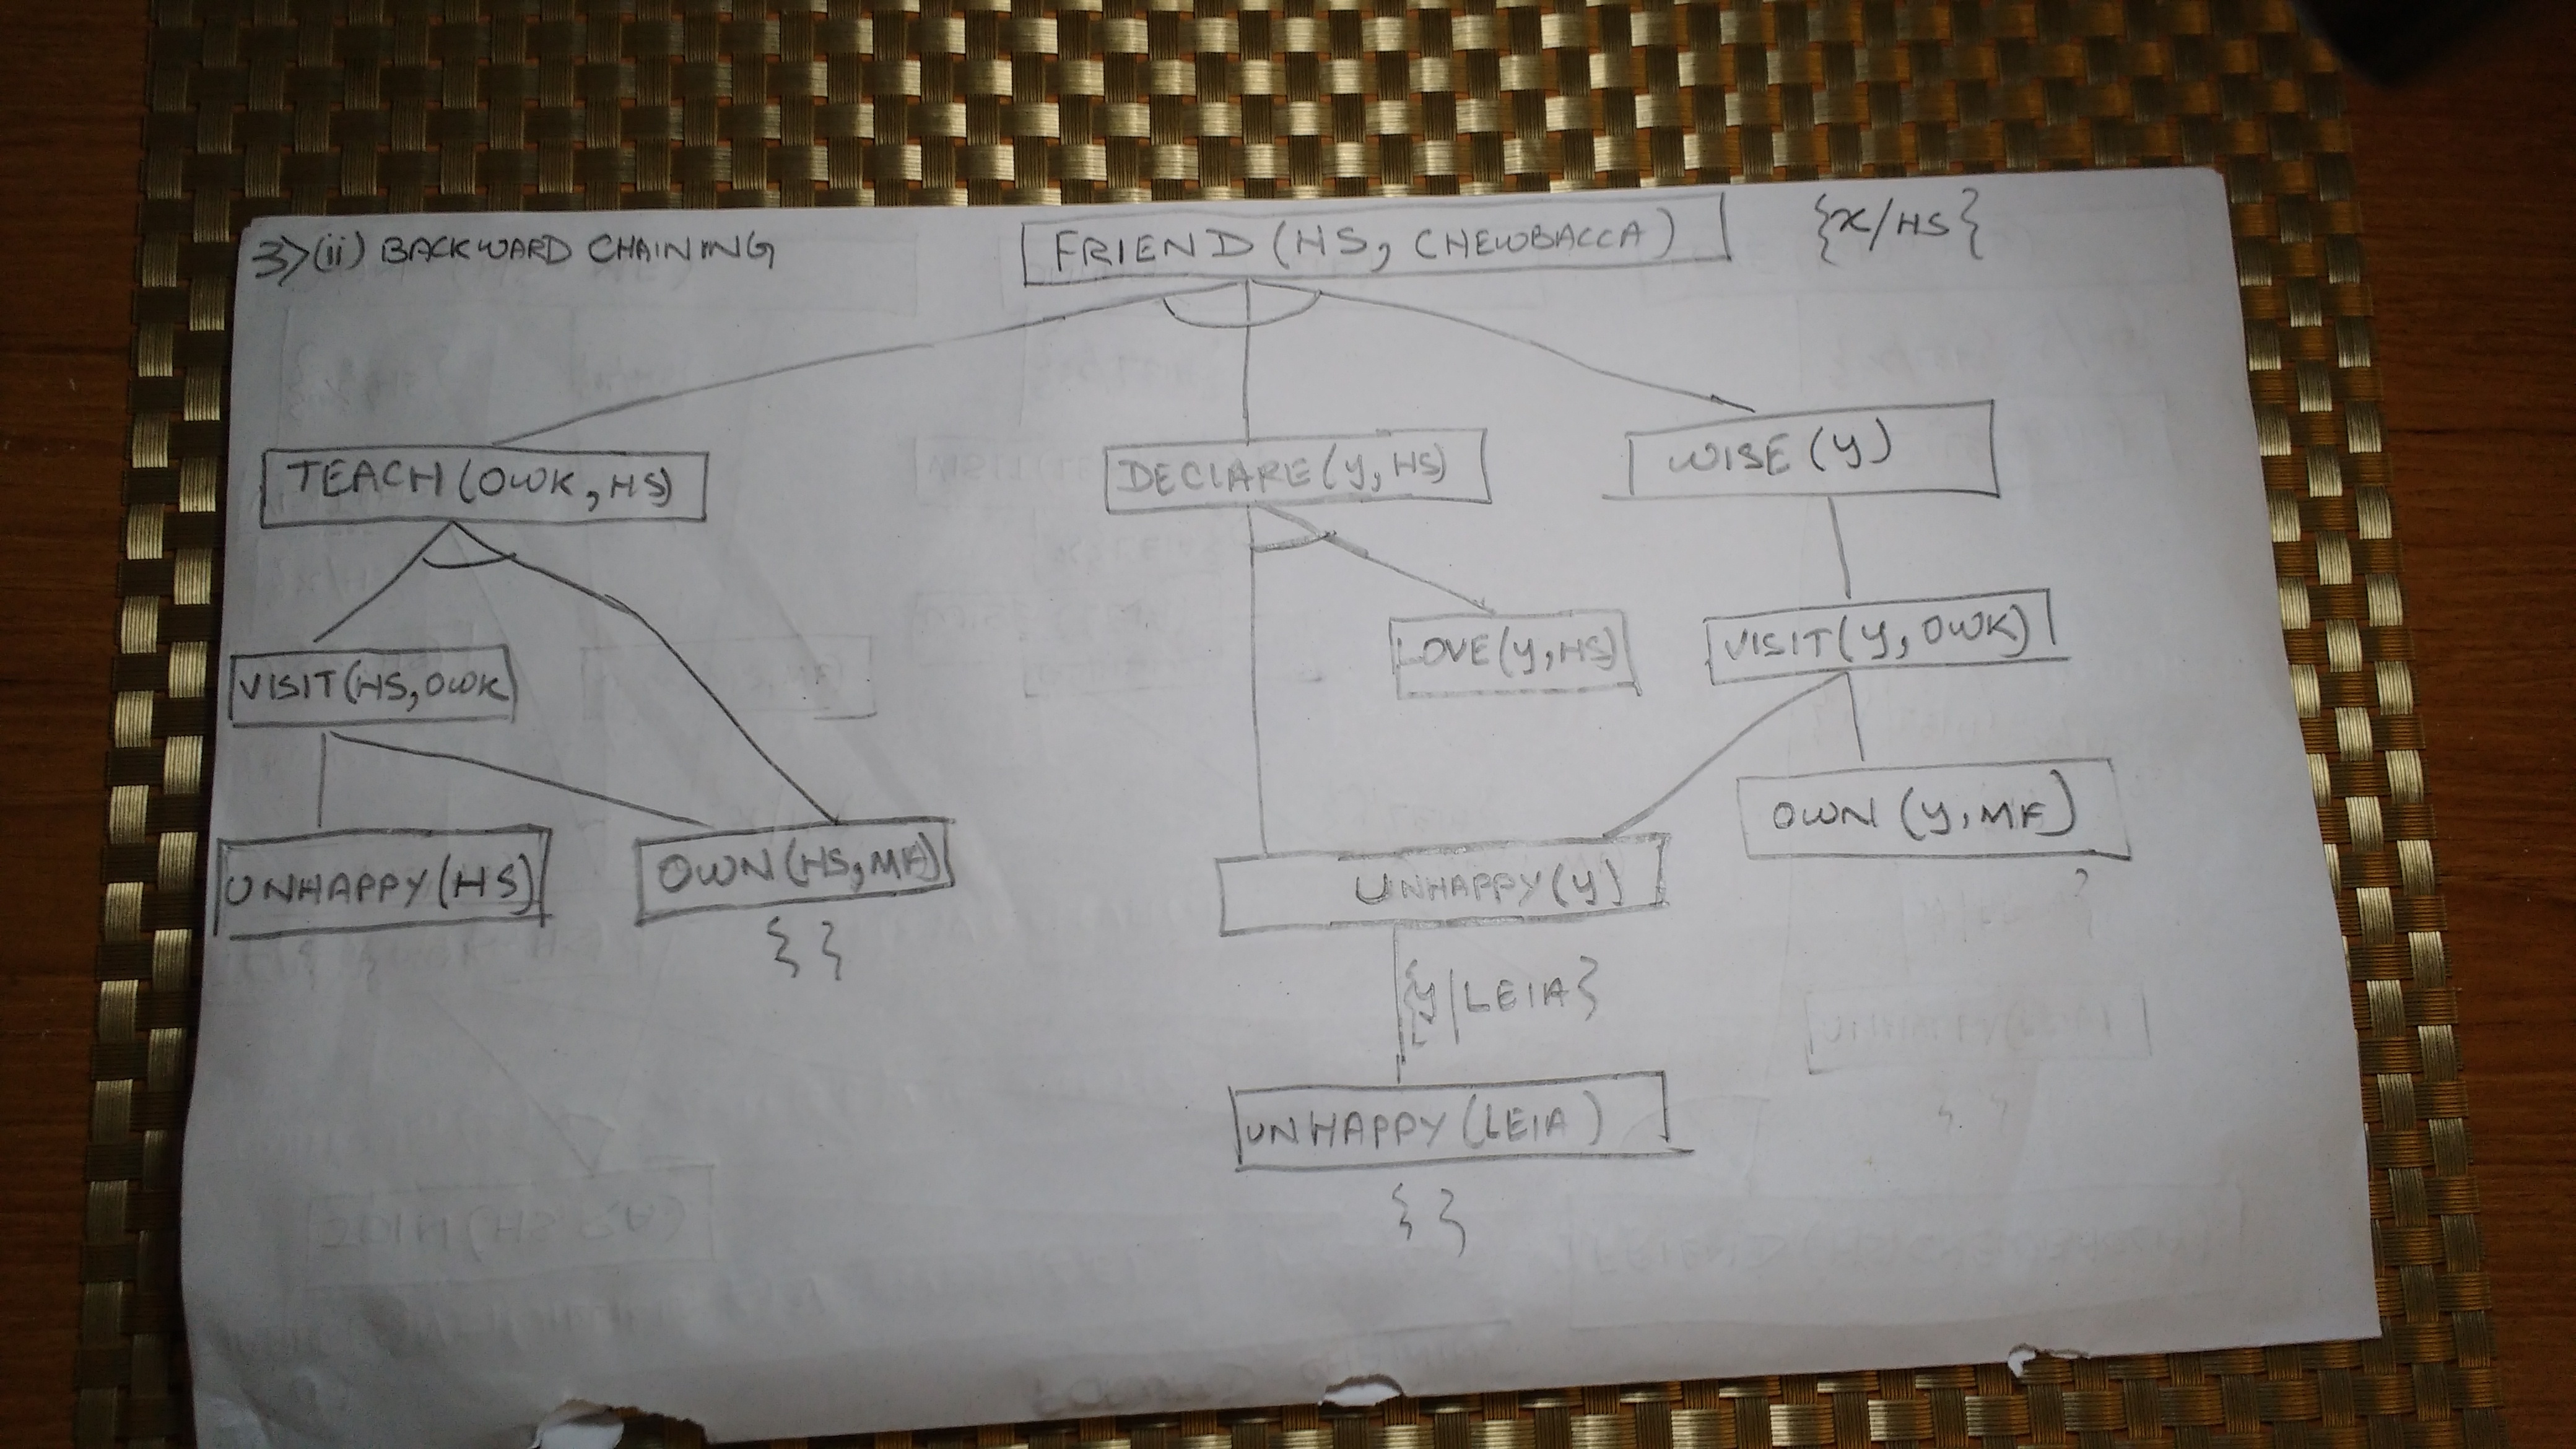 3>(ii) BACKWARD CHAINING
FRIEND (HS, CHEWBACCA)
{x/HS}
TEACH(OWK, HS)
DECLARE(y, HS)
WISE (y)
VISIT(HS, OWK)
LOVE(y, HS)
VISIT(y, OWK)
UNHAPPY(HS)
OWN(HS, MF)
{ }
UNHAPPY(y)
OWN (y, MF)
?
{y/LEIA}
UNHAPPY(LEIA)
{ }